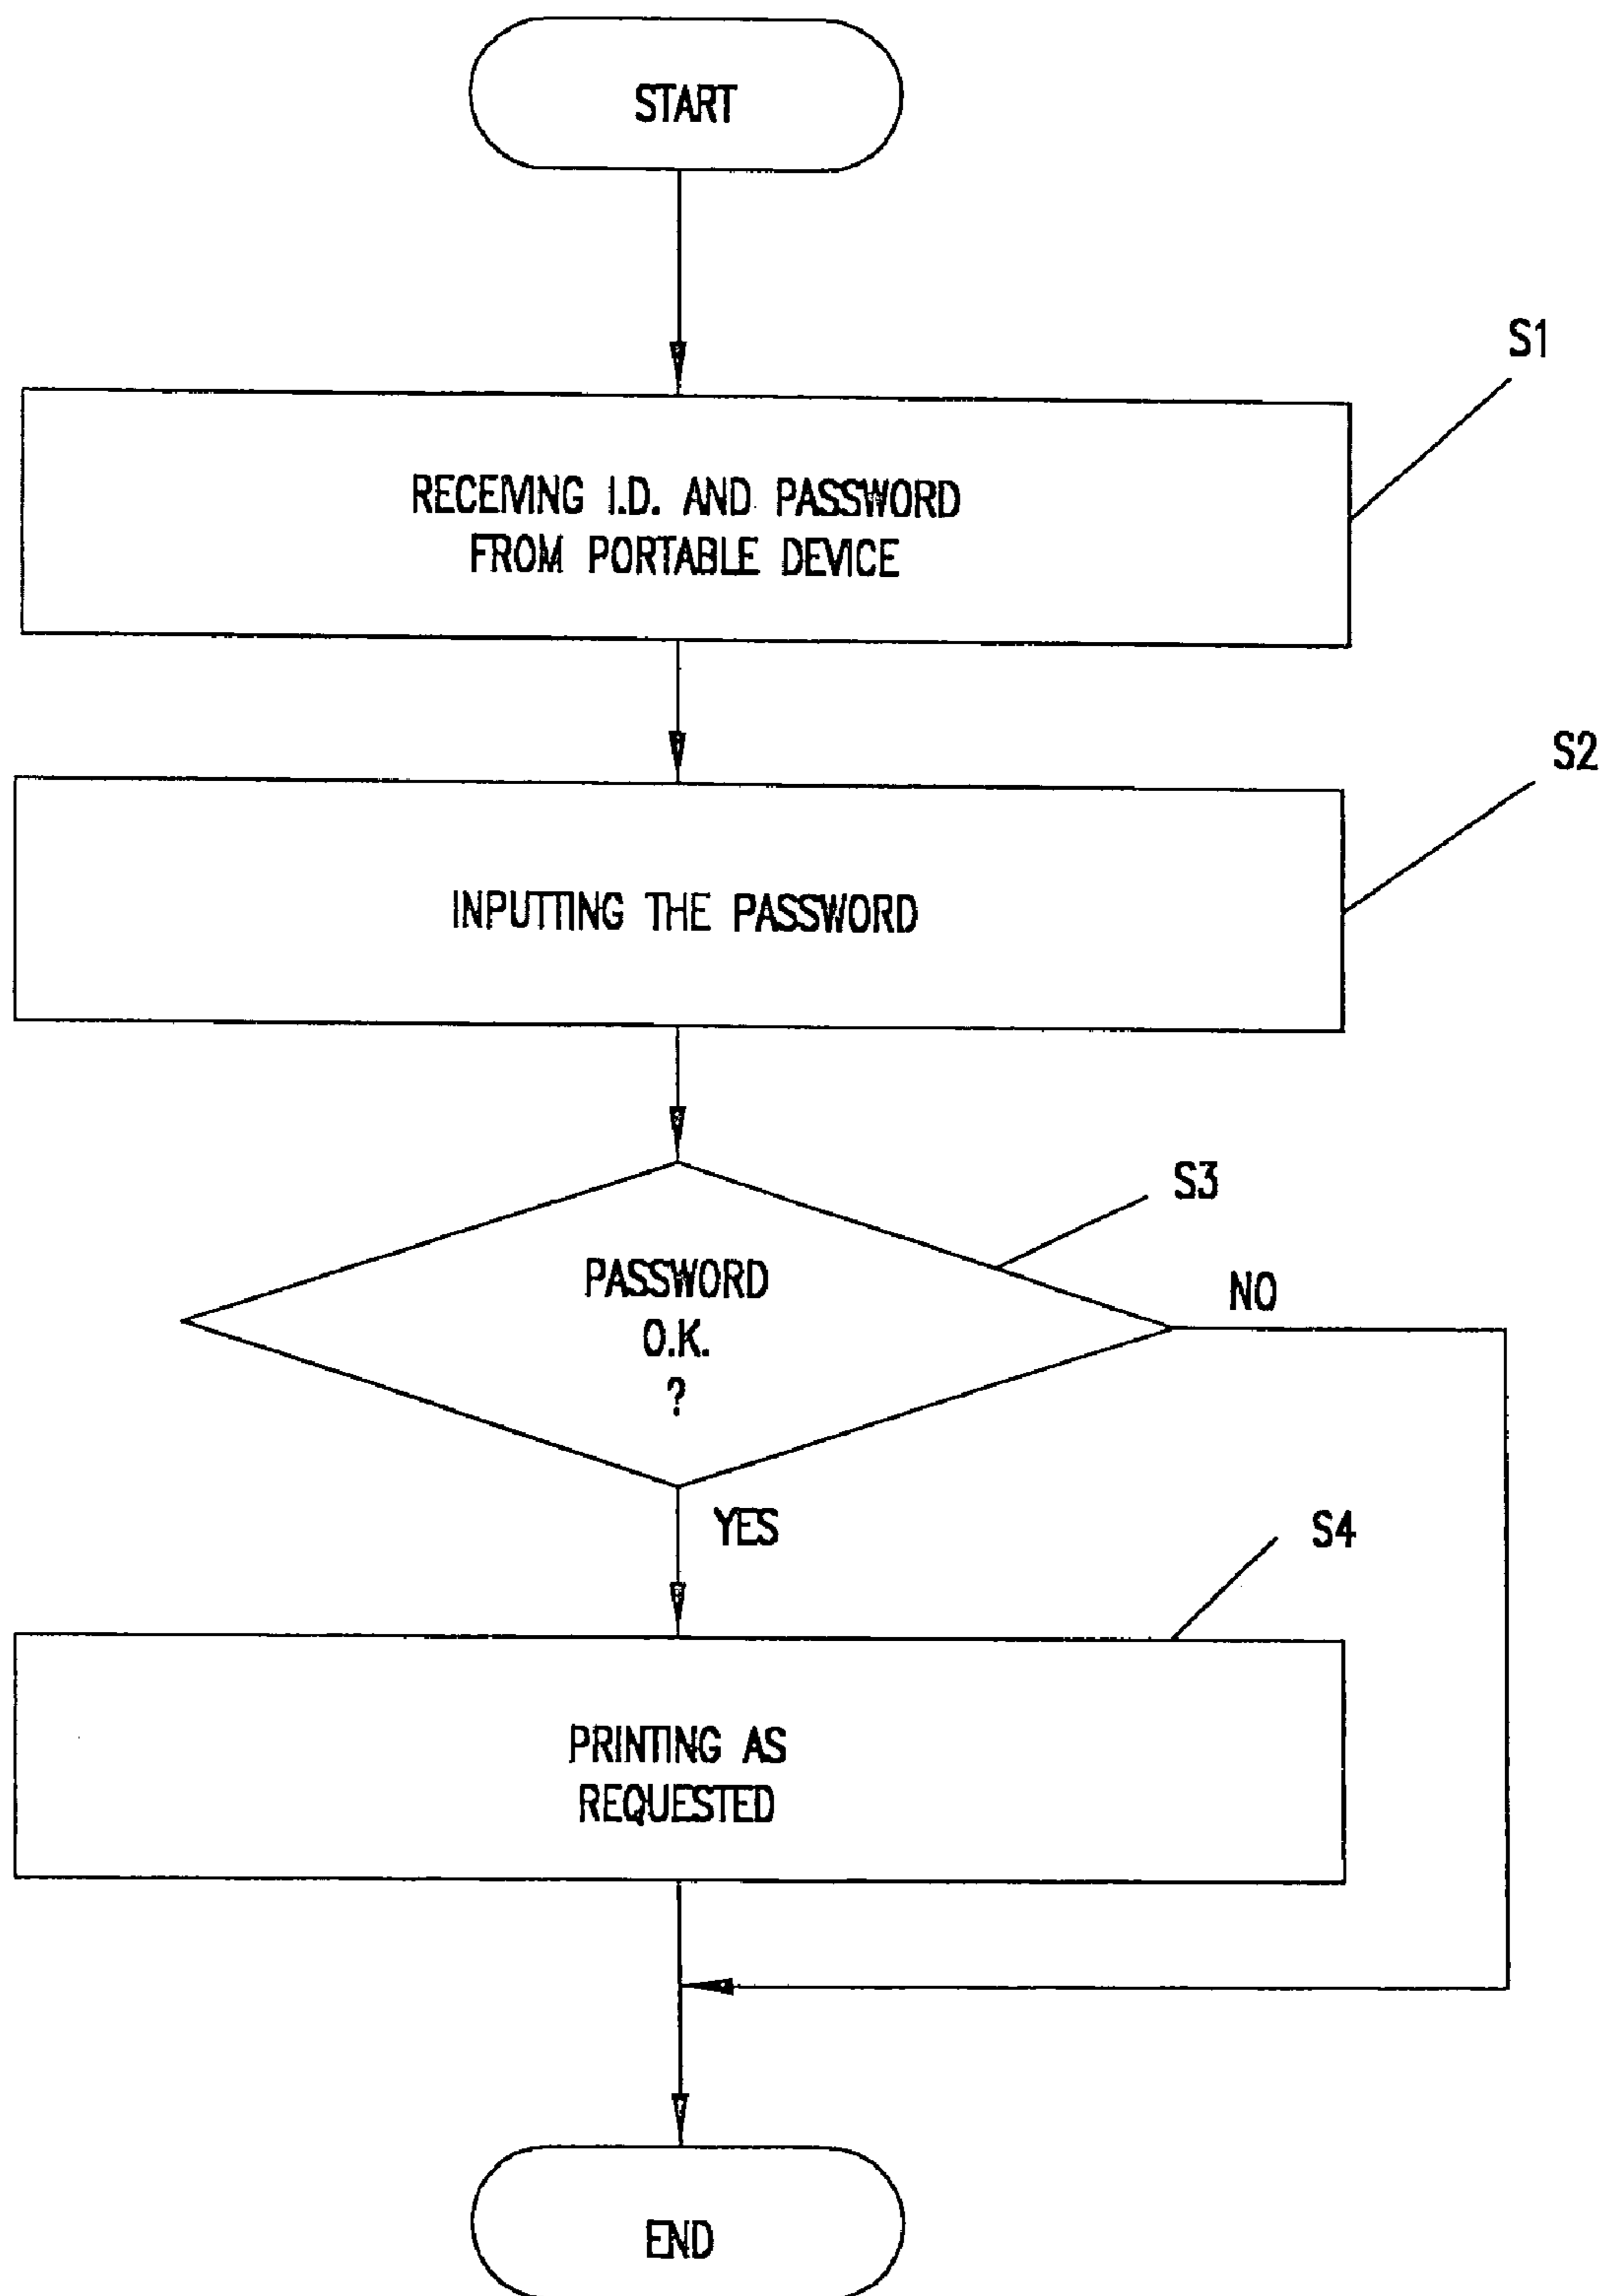 START
S1
RECEIVING I.D. AND PASSWORD
FROM PORTABLE DEVICE
S2
INPUTTING THE PASSWORD
S3
PASSWORD
O.K.
?
NO
YES
S4
PRINTING AS
REQUESTED
END